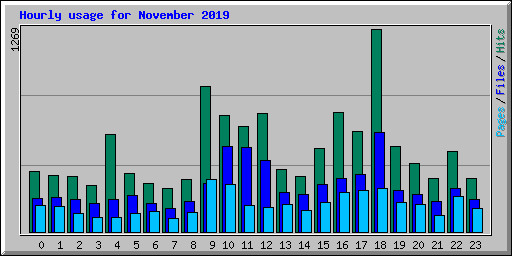 Hourly usage for November 2019
1269
Pages / Files / Hits
0 1 2 3 4 5 6 7 8 9 10 11 12 13 14 15 16 17 18 19 20 21 22 23